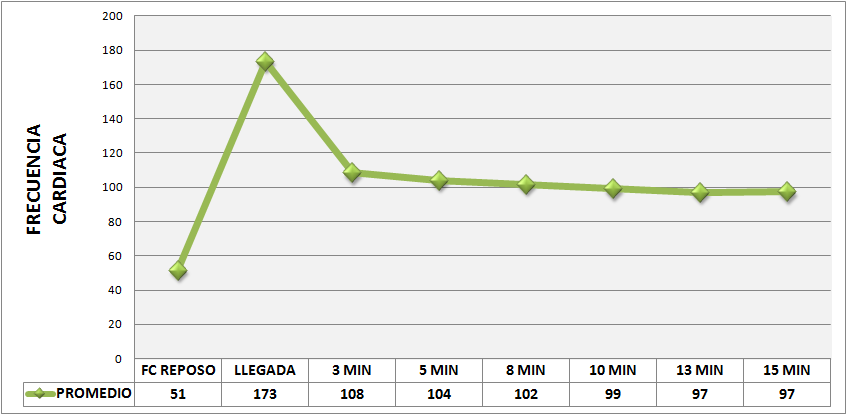 200
180
160
140
120
100
80
60
40
20
0
FRECUENCIA
CARDIACA
FC REPOSO LLEGADA 3 MIN 5 MIN 8 MIN 10 MIN 13 MIN 15 MIN
PROMEDIO 51 173 108 104 102 99 97 97